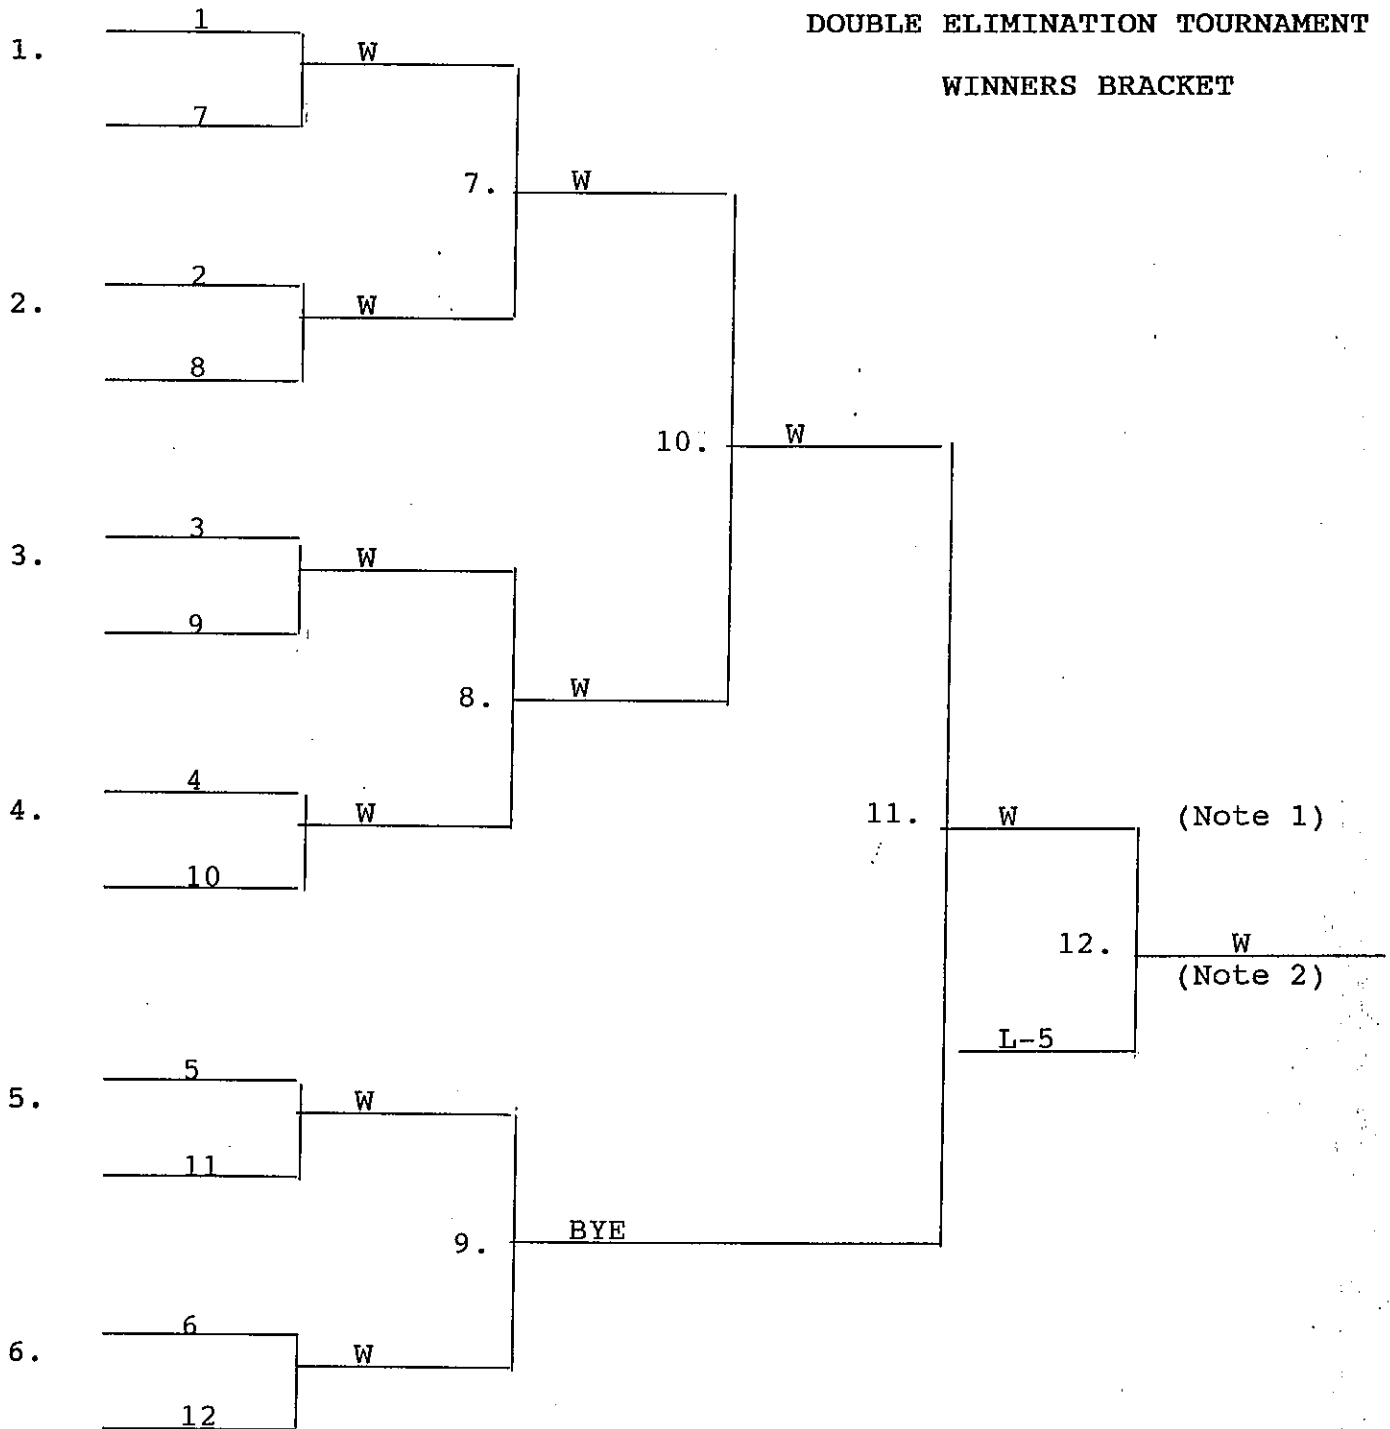 DOUBLE ELIMINATION TOURNAMENT
WINNERS BRACKET
1
1.
W
7
7.
W
2
2.
W
8
10.
W
3
3.
W
9
8.
W
4
4.
W
10
11.
W
(Note 1)
12.
W
(Note 2)
L-5
5
5.
W
11
9.
BYE
6
6.
W
12